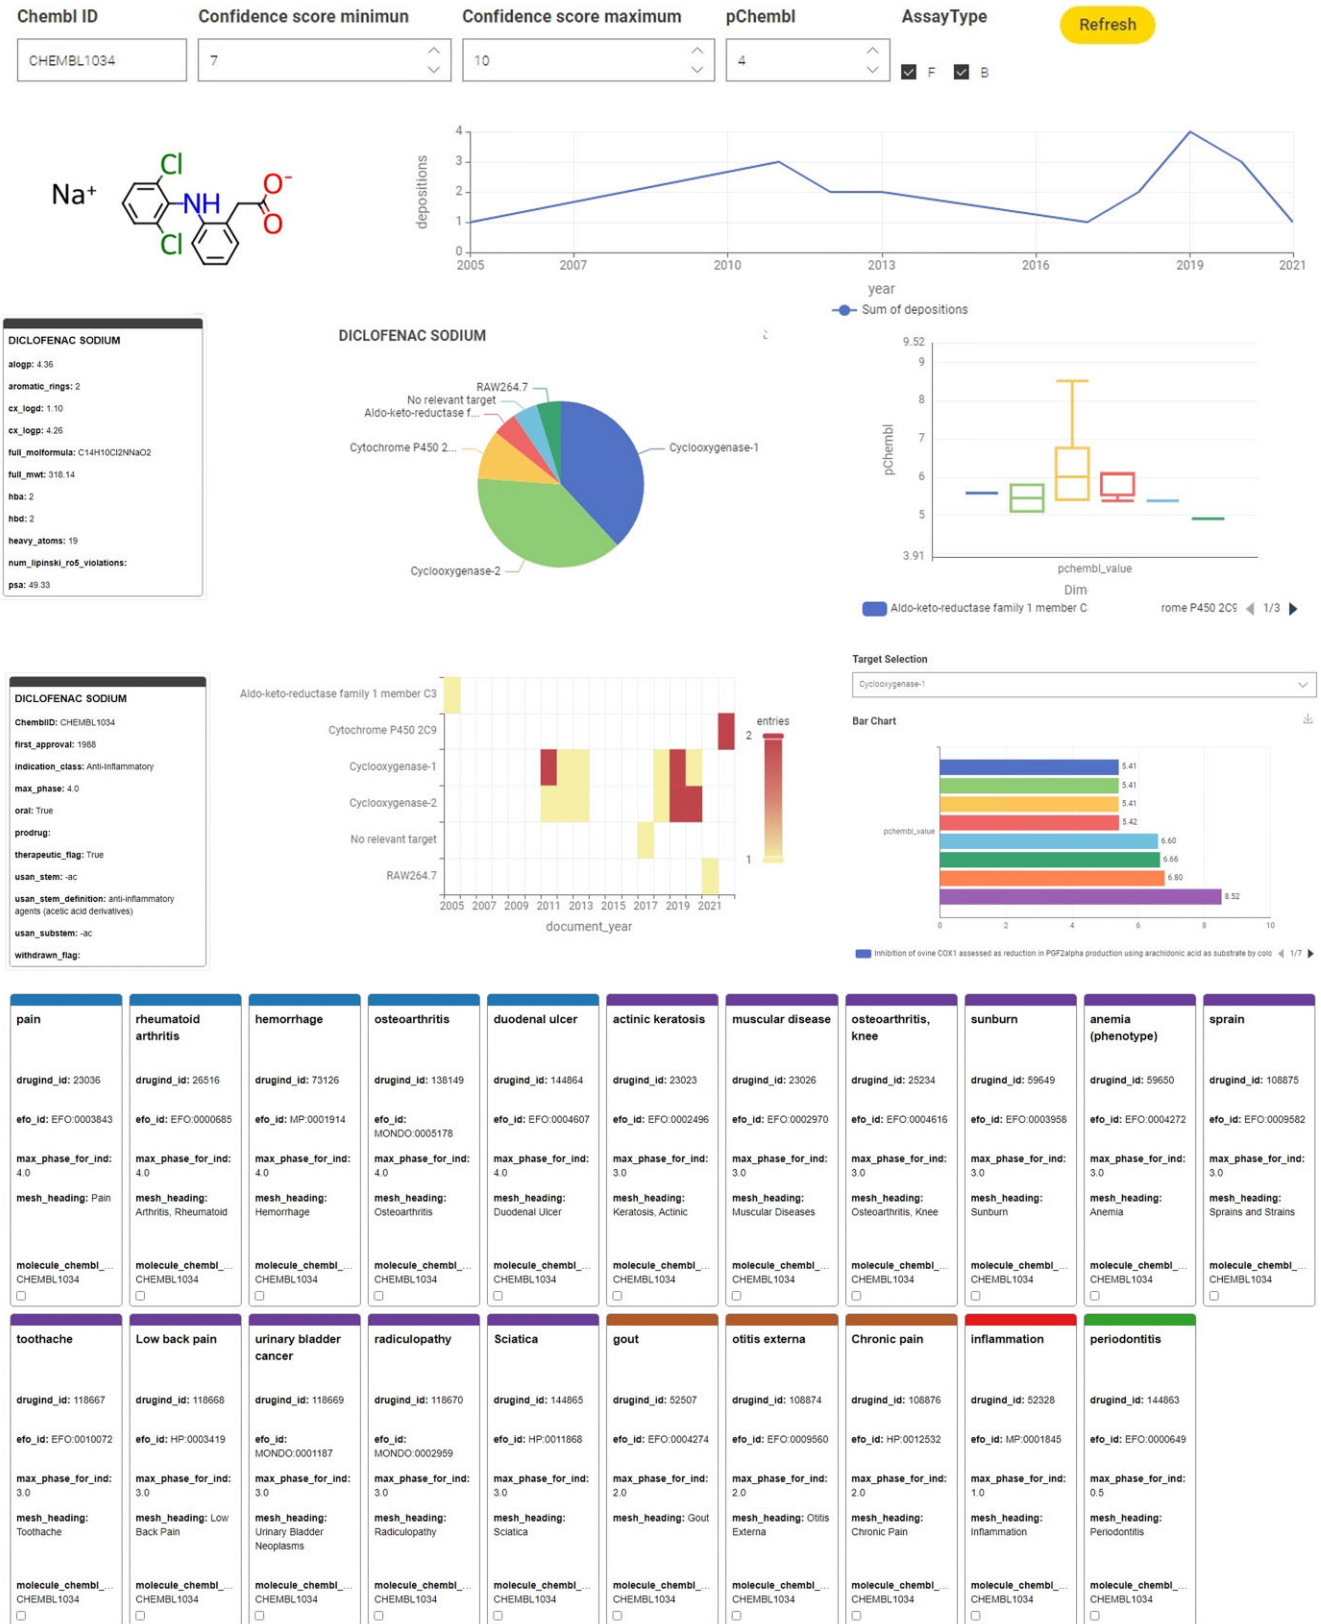 Chembl ID
Confidence score minimun
Confidence score maximum
pChembl
AssayType
Refresh
CHEMBL1034
7
10
4
F
B
Na⁺
Cl
NH
Cl
O⁻
O
depositions
4
3
2
1
0
2005
2007
2010
2013
2016
2019
2021
year
Sum of depositions
DICLOFENAC SODIUM
alogp: 4.36
aromatic_rings: 2
cx_logd: 1.10
cx_logp: 4.26
full_molformula: C14H10Cl2NNaO2
full_mwt: 318.14
hba: 2
hbd: 2
heavy_atoms: 19
num_lipinski_ro5_violations:
psa: 49.33
DICLOFENAC SODIUM
RAW264.7
No relevant target
Aldo-keto-reductase f...
Cytochrome P450 2...
Cyclooxygenase-1
Cyclooxygenase-2
pChembl
9.52
9
8
7
6
5
3.91
pchembl_value
Dim
Aldo-keto-reductase family 1 member C
rome P450 2C9
1/3
DICLOFENAC SODIUM
ChemblID: CHEMBL1034
first_approval: 1988
indication_class: Anti-Inflammatory
max_phase: 4.0
oral: True
prodrug:
therapeutic_flag: True
usan_stem: -ac
usan_stem_definition: anti-inflammatory
agents (acetic acid derivatives)
usan_substem: -ac
withdrawn_flag:
Aldo-keto-reductase family 1 member C3
Cytochrome P450 2C9
Cyclooxygenase-1
Cyclooxygenase-2
No relevant target
RAW264.7
2005
2007
2009
2011
2013
2015
2017
2019
2021
document_year
entries
2
1
Target Selection
Cyclooxygenase-1
Bar Chart
pchembl_value
5.41
5.41
5.41
5.42
6.60
6.66
6.80
8.52
0
2
4
6
8
10
Inhibition of ovine COX1 assessed as reduction in PGF2alpha production using arachidonic acid as substrate by colo
1/7
pain
drugind_id: 23036
efo_id: EFO:0003843
max_phase_for_ind:
4.0
mesh_heading: Pain
molecule_chembl_...
CHEMBL1034
rheumatoid
arthritis
drugind_id: 26516
efo_id: EFO:0000685
max_phase_for_ind:
4.0
mesh_heading:
Arthritis, Rheumatoid
molecule_chembl_...
CHEMBL1034
hemorrhage
drugind_id: 73126
efo_id: MP:0001914
max_phase_for_ind:
4.0
mesh_heading:
Hemorrhage
molecule_chembl_...
CHEMBL1034
osteoarthritis
drugind_id: 138149
efo_id:
MONDO:0005178
max_phase_for_ind:
4.0
mesh_heading:
Osteoarthritis
molecule_chembl_...
CHEMBL1034
duodenal ulcer
drugind_id: 144864
efo_id: EFO:0004607
max_phase_for_ind:
4.0
mesh_heading:
Duodenal Ulcer
molecule_chembl_...
CHEMBL1034
actinic keratosis
drugind_id: 23023
efo_id: EFO:0002496
max_phase_for_ind:
3.0
mesh_heading:
Keratosis, Actinic
molecule_chembl_...
CHEMBL1034
muscular disease
drugind_id: 23026
efo_id: EFO:0002970
max_phase_for_ind:
3.0
mesh_heading:
Muscular Diseases
molecule_chembl_...
CHEMBL1034
osteoarthritis,
knee
drugind_id: 25234
efo_id: EFO:0004616
max_phase_for_ind:
3.0
mesh_heading:
Osteoarthritis, Knee
molecule_chembl_...
CHEMBL1034
sunburn
drugind_id: 59649
efo_id: EFO:0003958
max_phase_for_ind:
3.0
mesh_heading:
Sunburn
molecule_chembl_...
CHEMBL1034
anemia
(phenotype)
drugind_id: 59650
efo_id: EFO:0004272
max_phase_for_ind:
3.0
mesh_heading:
Anemia
molecule_chembl_...
CHEMBL1034
sprain
drugind_id: 108875
efo_id: EFO:0009582
max_phase_for_ind:
3.0
mesh_heading:
Sprains and Strains
molecule_chembl_...
CHEMBL1034
toothache
drugind_id: 118667
efo_id: EFO:0010072
max_phase_for_ind:
3.0
mesh_heading:
Toothache
molecule_chembl_...
CHEMBL1034
Low back pain
drugind_id: 118668
efo_id: HP:0003419
max_phase_for_ind:
3.0
mesh_heading: Low
Back Pain
molecule_chembl_...
CHEMBL1034
urinary bladder
cancer
drugind_id: 118669
efo_id:
MONDO:0001187
max_phase_for_ind:
3.0
mesh_heading:
Urinary Bladder
Neoplasms
molecule_chembl_...
CHEMBL1034
radiculopathy
drugind_id: 118670
efo_id:
MONDO:0002959
max_phase_for_ind:
3.0
mesh_heading:
Radiculopathy
molecule_chembl_...
CHEMBL1034
Sciatica
drugind_id: 144865
efo_id: HP:0011868
max_phase_for_ind:
3.0
mesh_heading:
Sciatica
molecule_chembl_...
CHEMBL1034
gout
drugind_id: 52507
efo_id: EFO:0004274
max_phase_for_ind:
2.0
mesh_heading: Gout
molecule_chembl_...
CHEMBL1034
otitis externa
drugind_id: 108874
efo_id: EFO:0009560
max_phase_for_ind:
2.0
mesh_heading: Otitis
Externa
molecule_chembl_...
CHEMBL1034
Chronic pain
drugind_id: 108876
efo_id: HP:0012532
max_phase_for_ind:
2.0
mesh_heading:
Chronic Pain
molecule_chembl_...
CHEMBL1034
inflammation
drugind_id: 52328
efo_id: MP:0001845
max_phase_for_ind:
1.0
mesh_heading:
Inflammation
molecule_chembl_...
CHEMBL1034
periodontitis
drugind_id: 144863
efo_id: EFO:0000649
max_phase_for_ind:
0.5
mesh_heading:
Periodontitis
molecule_chembl_...
CHEMBL1034